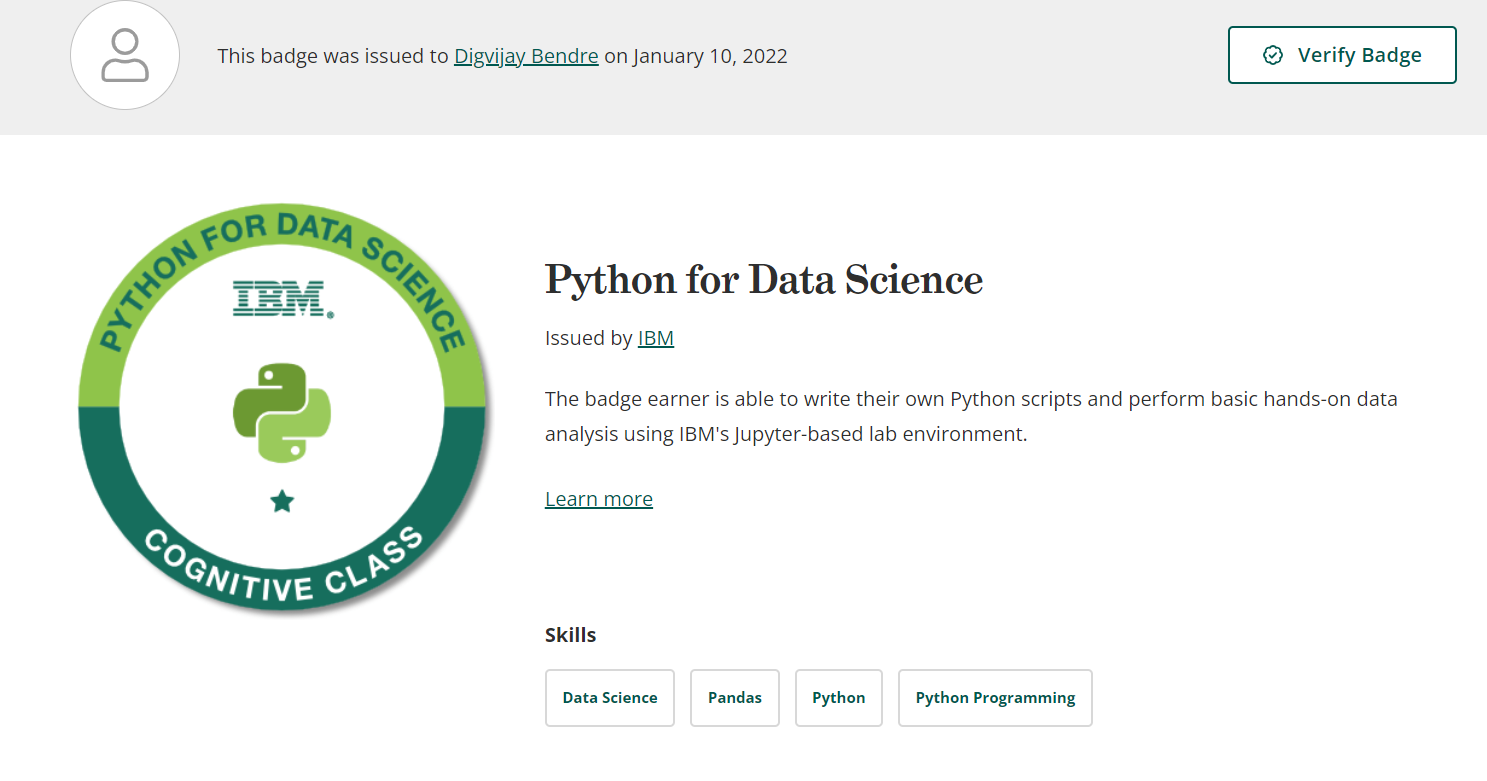 This badge was issued to Digvijay Bendre on January 10, 2022
Verify Badge
PYTHON FOR DATA SCIENCE
IBM®
COGNITIVE CLASS
Python for Data Science
Issued by IBM
The badge earner is able to write their own Python scripts and perform basic hands-on data
analysis using IBM's Jupyter-based lab environment.
Learn more
Skills
Data Science
Pandas
Python
Python Programming